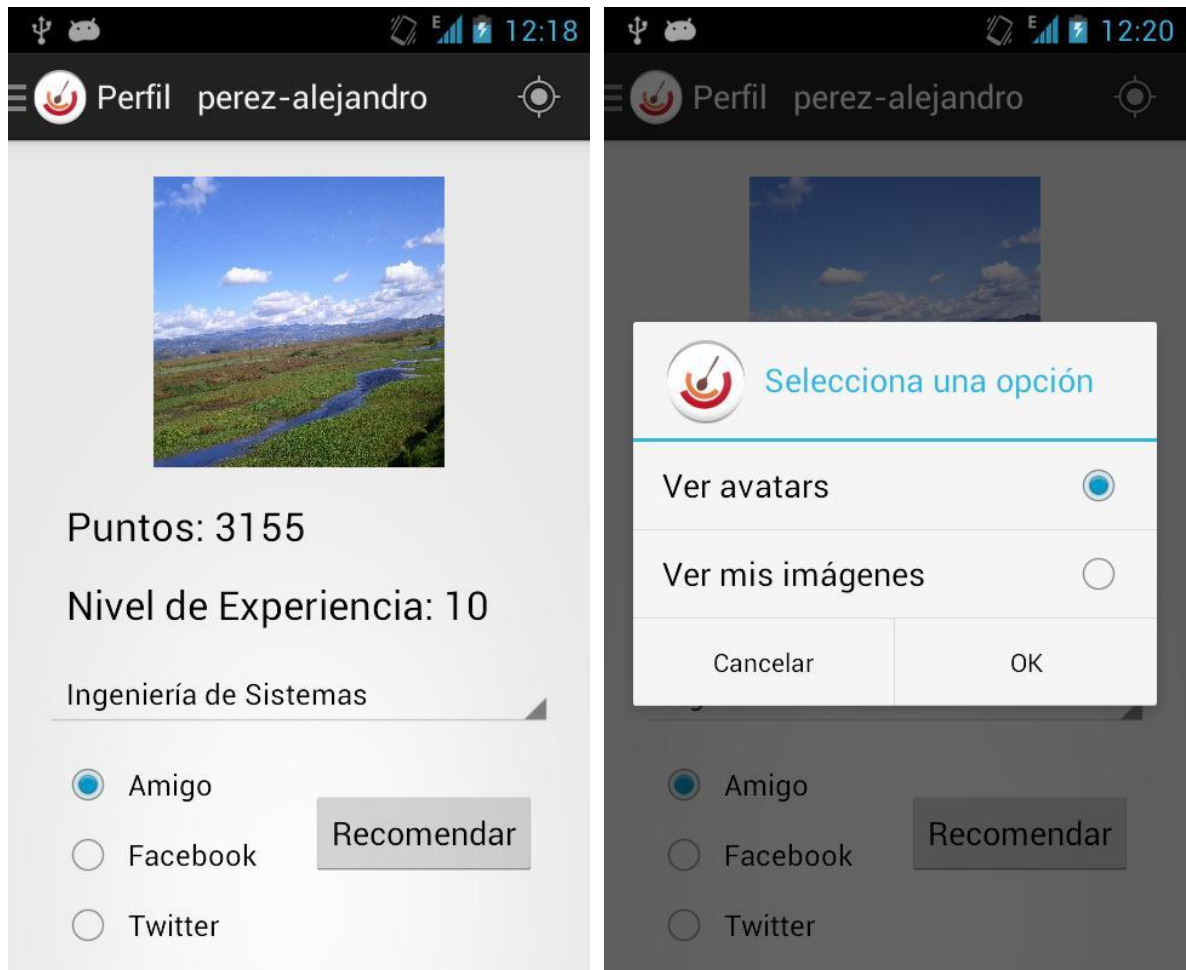 E 12:18
Perfil perez-alejandro
Puntos: 3155
Nivel de Experiencia: 10
Ingeniería de Sistemas
Amigo
Facebook
Twitter
Recomendar
E 12:20
Perfil perez-alejandro
Selecciona una opción
Ver avatars
Ver mis imágenes
Cancelar OK
Amigo
Facebook
Twitter
Recomendar